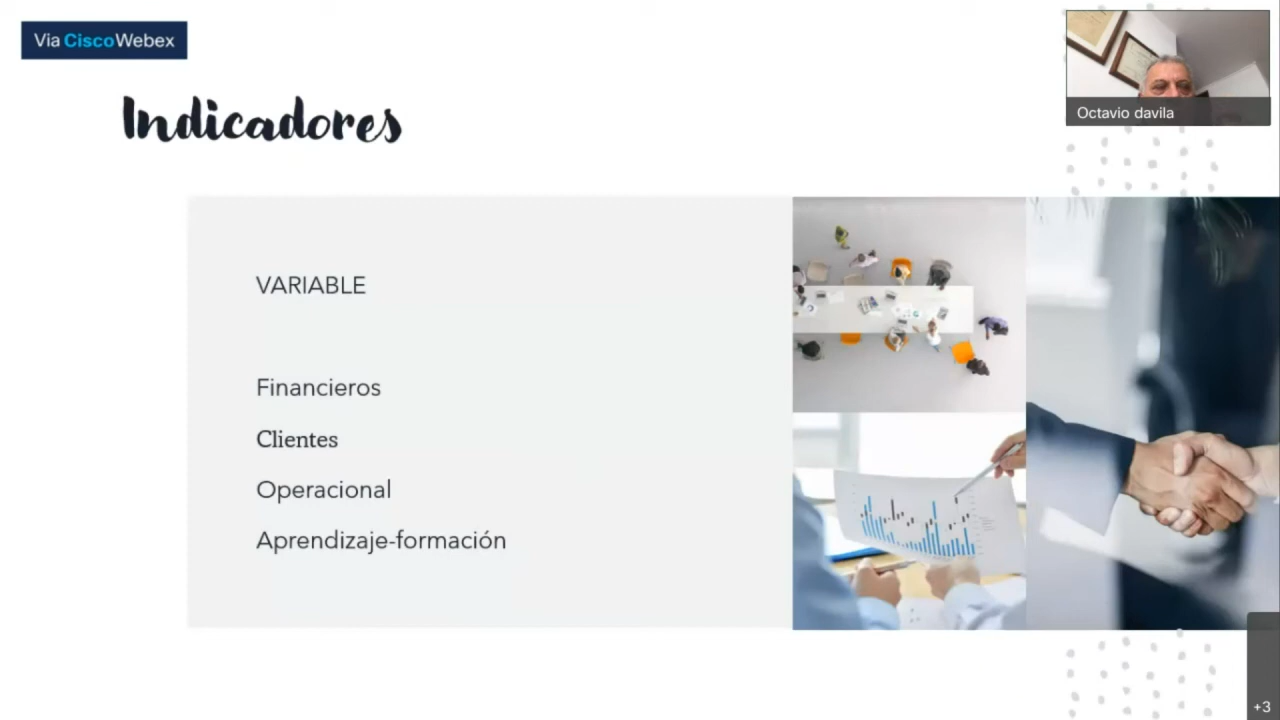 Via CiscoWebex
Octavio davila
Indicadores
VARIABLE
Financieros
Clientes
Operacional
Aprendizaje-formación
+3